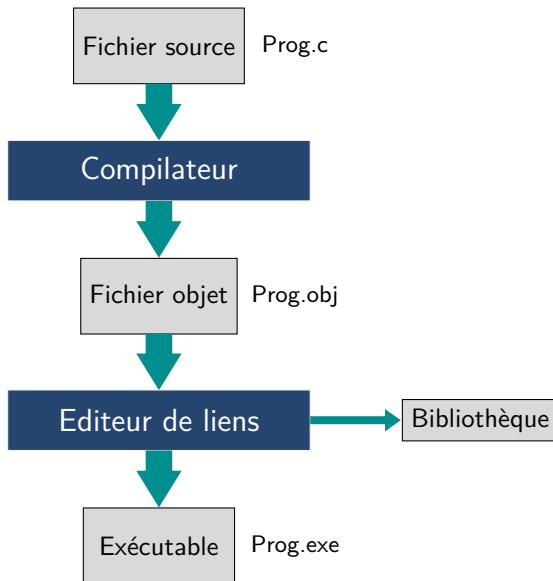 Fichier source
Prog.c
Compilateur
Fichier objet
Prog.obj
Editeur de liens
Bibliothèque
Exécutable
Prog.exe